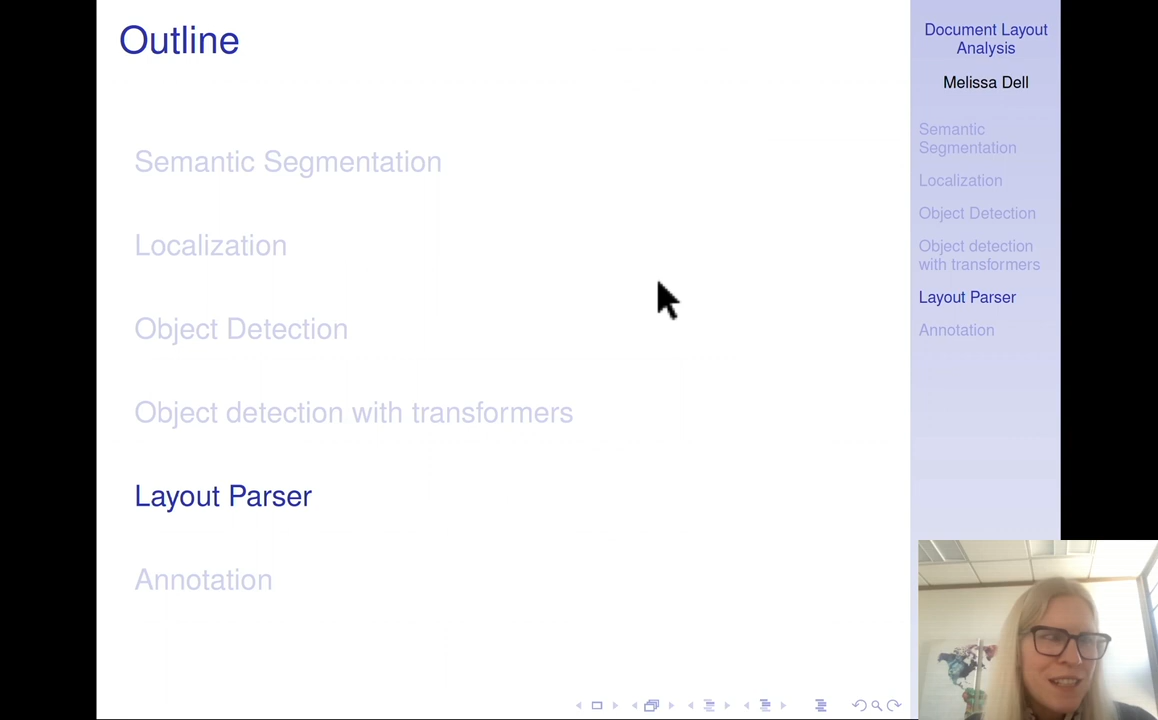 Outline
Semantic Segmentation
Localization
Object Detection
Object detection with transformers
Layout Parser
Annotation
Document Layout
Analysis
Melissa Dell
Semantic
Segmentation
Localization
Object Detection
Object detection
with transformers
Layout Parser
Annotation